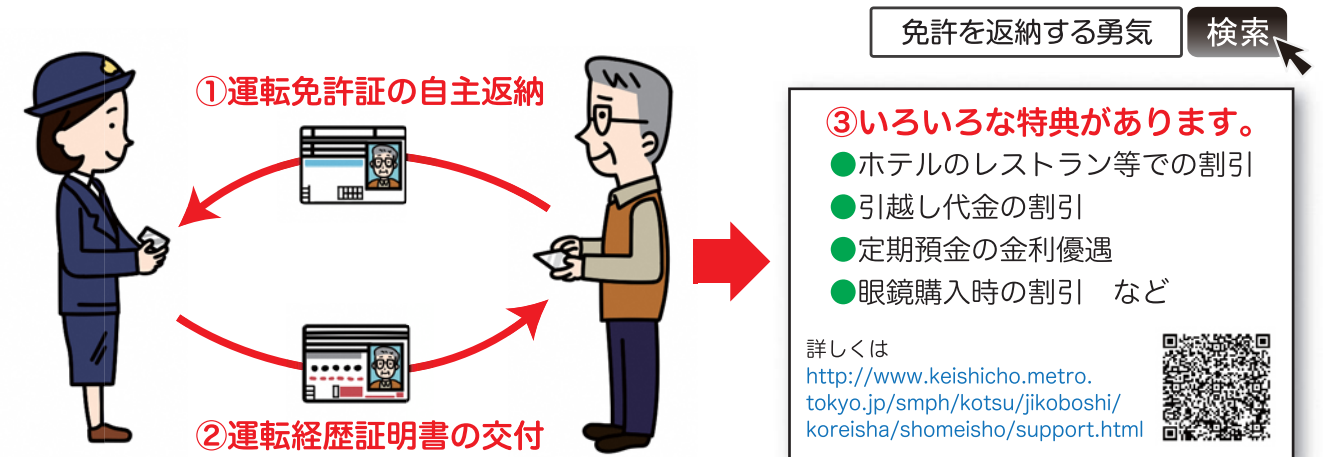 免許を返納する勇気 検索
①運転免許証の自主返納
②運転経歴証明書の交付
③いろいろな特典があります。
●ホテルのレストラン等での割引
●引越し代金の割引
●定期預金の金利優遇
●眼鏡購入時の割引　など
詳しくは
http://www.keishicho.metro.
tokyo.jp/smph/kotsu/jikoboshi/
koreisha/shomeisho/support.html